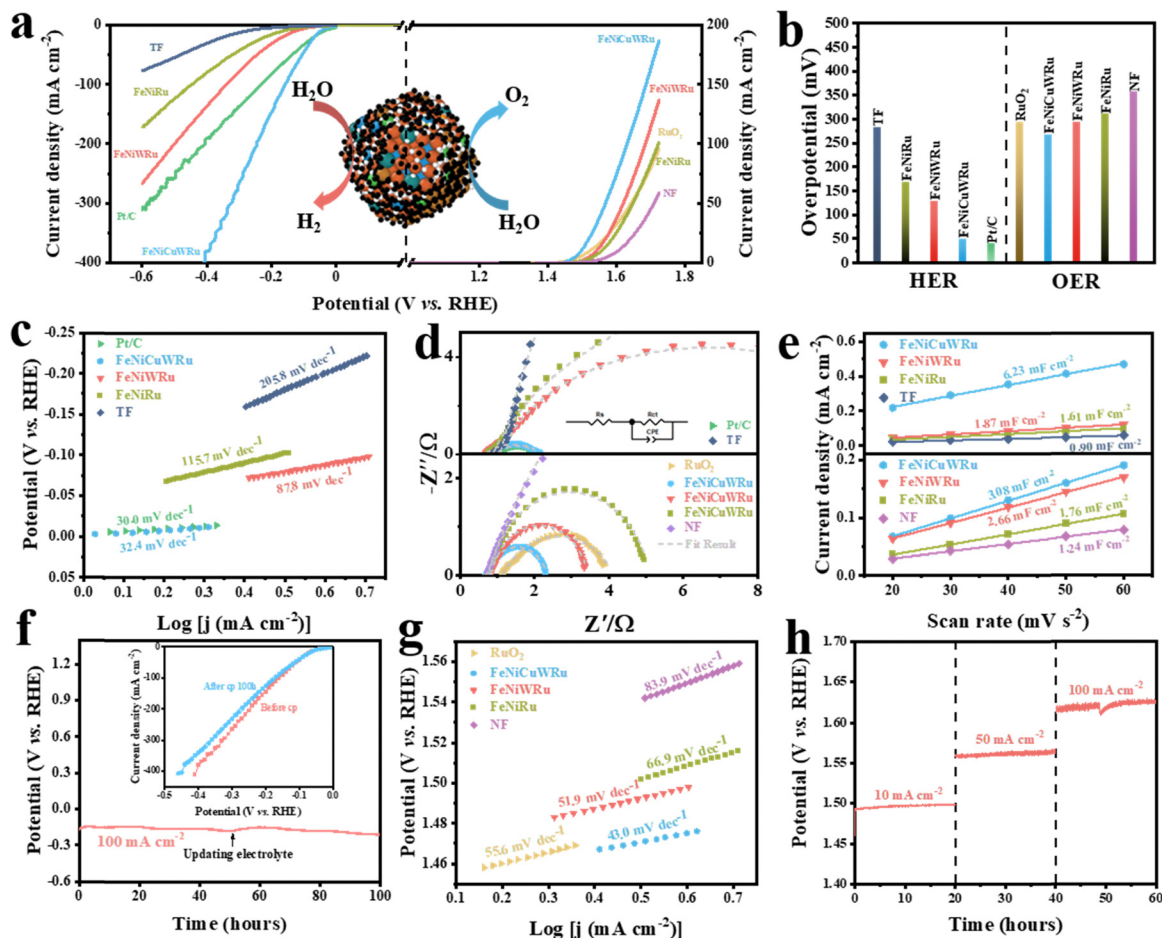 a
Current density (mA cm⁻²)
0
-100
-200
-300
-400
TF
FeNiRu
FeNiWRu
Pt/C
FeNiCuWRu
H₂O
H₂
O₂
H₂O
FeNiCuWRu
FeNiWRu
RuO₂
FeNiRu
NF
200
150
100
50
0
Current density (mA cm⁻²)
-0.6 -0.4 -0.2 0 1.2 1.4 1.6 1.8
Potential (V vs. RHE)
b
Overpotential (mV)
500
450
400
350
300
250
200
150
100
50
0
TF
FeNiRu
FeNiWRu
FeNiCuWRu
Pt/C
RuO₂
FeNiCuWRu
FeNiWRu
FeNiRu
NF
HER OER
c
Potential (V vs. RHE)
-0.25
-0.20
-0.15
-0.10
-0.05
0.00
0.05
Pt/C
FeNiCuWRu
FeNiWRu
FeNiRu
TF
205.8 mV dec⁻¹
115.7 mV dec⁻¹
87.8 mV dec⁻¹
30.0 mV dec⁻¹
32.4 mV dec⁻¹
0.0 0.1 0.2 0.3 0.4 0.5 0.6 0.7
Log [j (mA cm⁻²)]
d
-Z''/Ω
4
0
4
2
0
Rs
Rct
CPE
Pt/C
TF
RuO₂
FeNiCuWRu
FeNiCuWRu
FeNiCuWRu
NF
Fit Result
0 2 4 6 8
Z'/Ω
e
Current density (mA cm⁻²)
0.6
0.4
0.2
0.0
0.2
0.1
0.0
FeNiCuWRu
FeNiWRu
FeNiRu
TF
6.23 mF cm⁻²
1.87 mF cm⁻²
1.61 mF cm⁻²
0.90 mF cm⁻²
FeNiCuWRu
FeNiWRu
FeNiRu
NF
3.08 mF cm⁻²
2.66 mF cm⁻²
1.76 mF cm⁻²
1.24 mF cm⁻²
20 30 40 50 60
Scan rate (mV s⁻²)
f
Potential (V vs. RHE)
1.2
0.9
0.6
0.3
0.0
-0.3
-0.6
Current density (mA cm⁻²)
0
-100
-200
-300
-400
After cp 100h
Before cp
-0.5 -0.4 -0.3 -0.2 -0.1 0.0
Potential (V vs. RHE)
100 mA cm⁻²
Updating electrolyte
0 20 40 60 80 100
Time (hours)
g
Potential (V vs. RHE)
1.56
1.54
1.52
1.50
1.48
1.46
RuO₂
FeNiCuWRu
FeNiWRu
FeNiRu
NF
83.9 mV dec⁻¹
66.9 mV dec⁻¹
51.9 mV dec⁻¹
43.0 mV dec⁻¹
55.6 mV dec⁻¹
0.1 0.2 0.3 0.4 0.5 0.6 0.7
Log [j (mA cm⁻²)]
h
Potential (V vs. RHE)
1.70
1.60
1.50
1.40
10 mA cm⁻²
50 mA cm⁻²
100 mA cm⁻²
0 10 20 30 40 50 60
Time (hours)